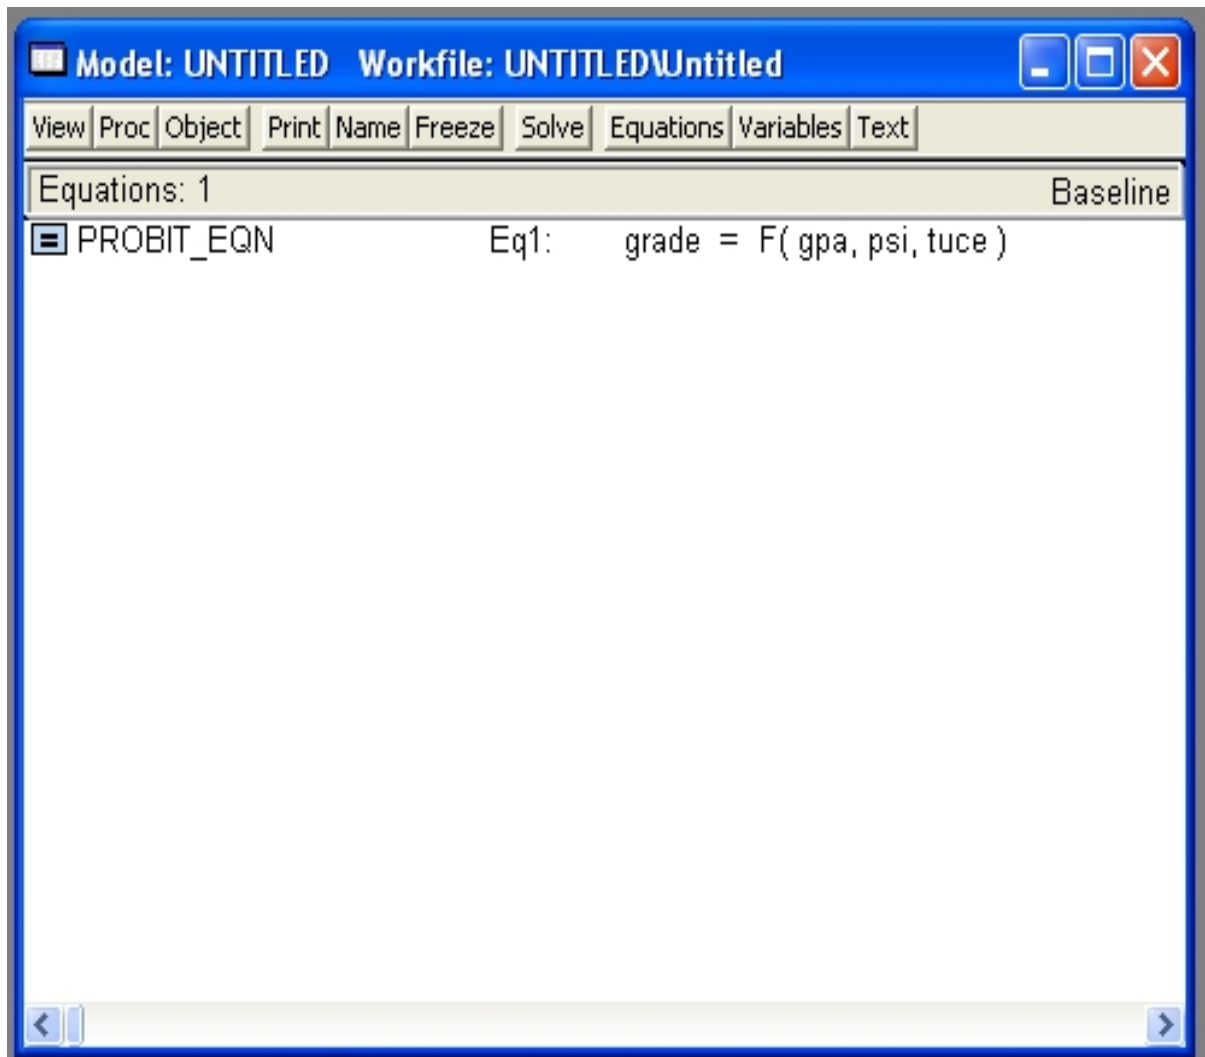 Model: UNTITLED Workfile: UNTITLED\Untitled
View Proc Object Print Name Freeze Solve Equations Variables Text
Equations: 1 Baseline
PROBIT_EQN Eq1: grade = F( gpa, psi, tuce )